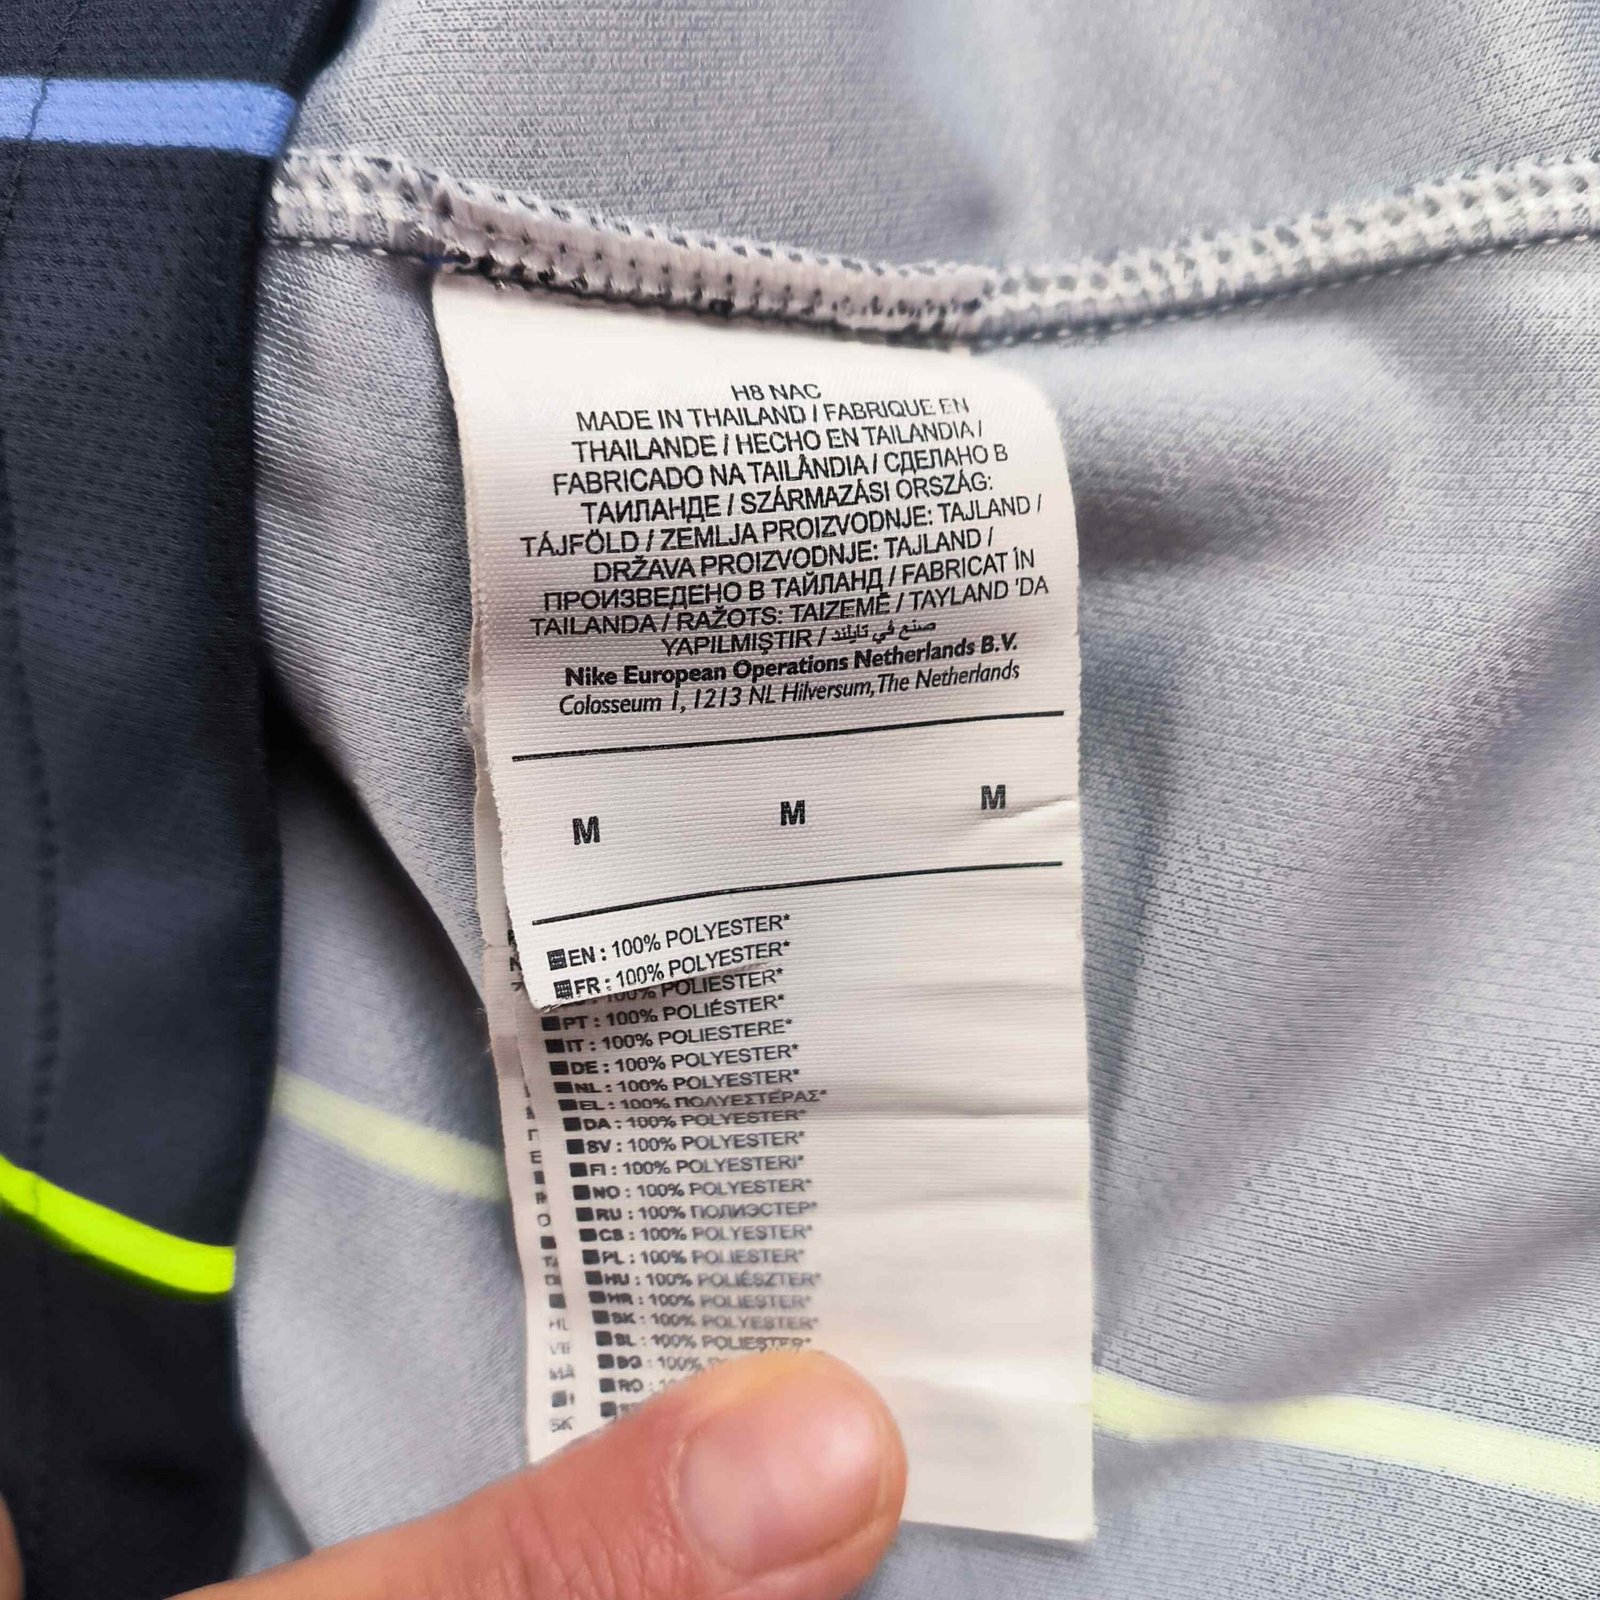 H8 NAC
MADE IN THAILAND / FABRIQUE EN
THAILANDE / HECHO EN TAILANDIA /
FABRICADO NA TAILÂNDIA / СДЕЛАНО В
ТАИЛАНДЕ / SZÁRMAZÁSI ORSZÁG:
TÁJFÖLD / ZEMLJA PROIZVODNJE: TAJLAND /
DRŽAVA PROIZVODNJE: TAJLAND /
ПРОИЗВЕДЕНО В ТАЙЛАНД / FABRICAT ÎN
TAILANDA / RAŽOTS: TAIZEMĒ / TAYLAND 'DA
YAPILMIŞTIR / صنع في تايلند
Nike European Operations Netherlands B.V.
Colosseum 1, 1213 NL Hilversum, The Netherlands
M M M
EN : 100% POLYESTER*
FR : 100% POLYESTER*
100% POLIESTER*
PT : 100% POLIÉSTER*
IT : 100% POLIESTERE*
DE : 100% POLYESTER*
NL : 100% POLYESTER*
EL : 100% ΠΟΛΥΕΣΤΕΡΑΣ*
DA : 100% POLYESTER*
SV : 100% POLYESTER*
FI : 100% POLYESTERI*
NO : 100% POLYESTER*
RU : 100% ПОЛИЭСТЕР*
CS : 100% POLYESTER*
PL : 100% POLIESTER*
HU : 100% POLIÉSZTER*
HR : 100% POLIESTER*
SK : 100% POLYESTER*
SL : 100% POLIESTER*
BG : 100%
RO :